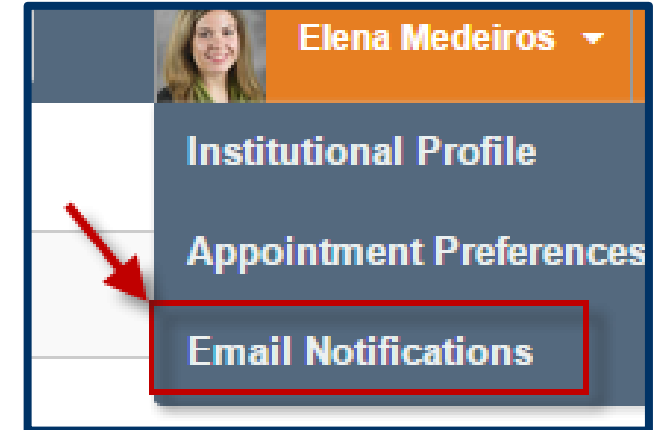 Elena Medeiros
Institutional Profile
Appointment Preferences
Email Notifications